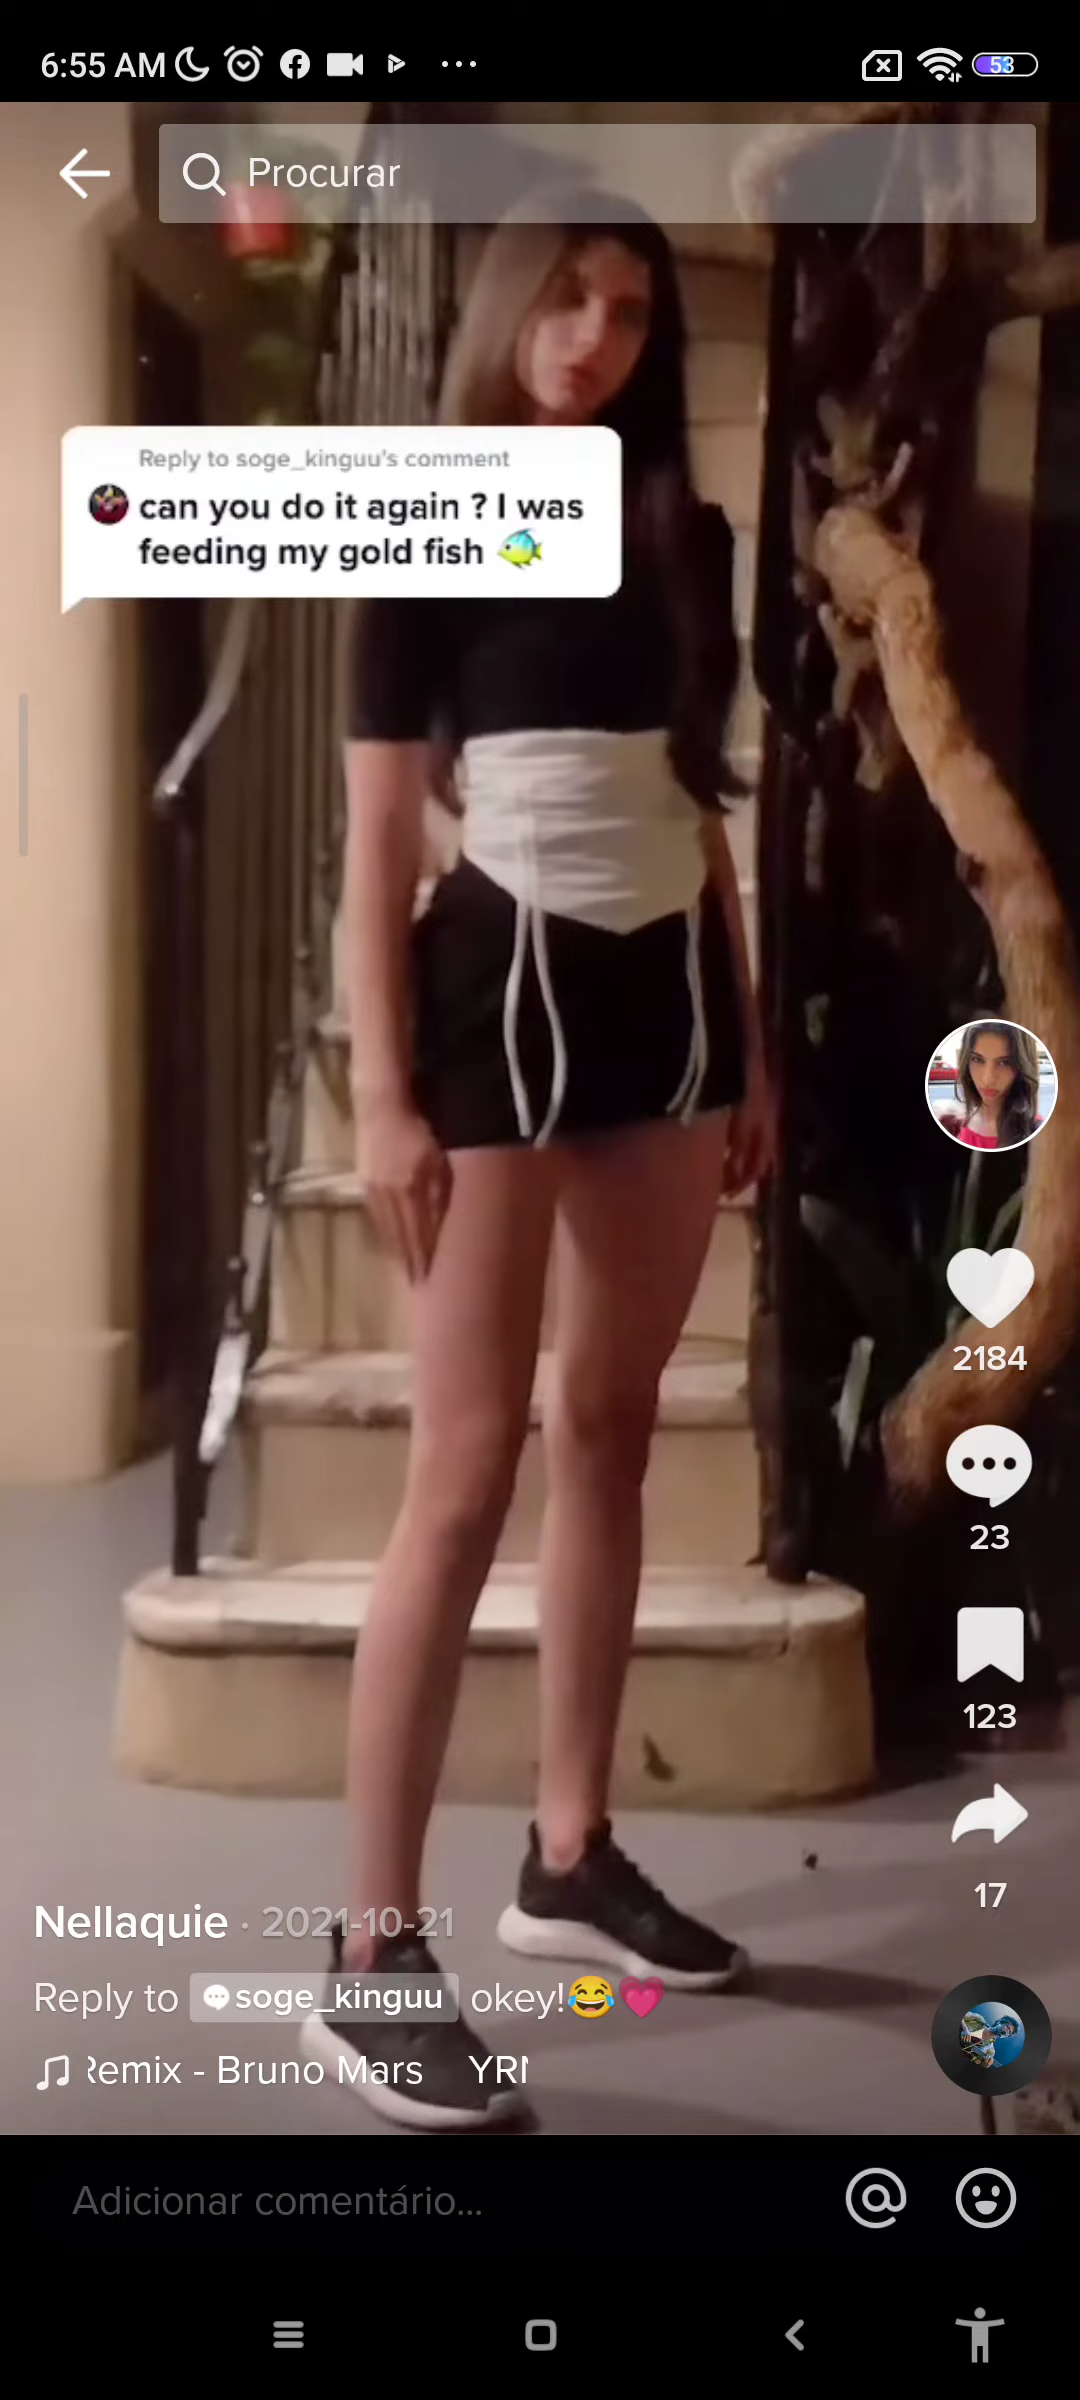 6:55 AM
53
Procurar
Reply to soge_kinguu's comment
can you do it again ? I was
feeding my gold fish 🐠
2184
23
123
17
Nellaquie · 2021-10-21
Reply to 💬soge_kinguu okey!😂💗
Remix - Bruno Mars YRN
Adicionar comentário...